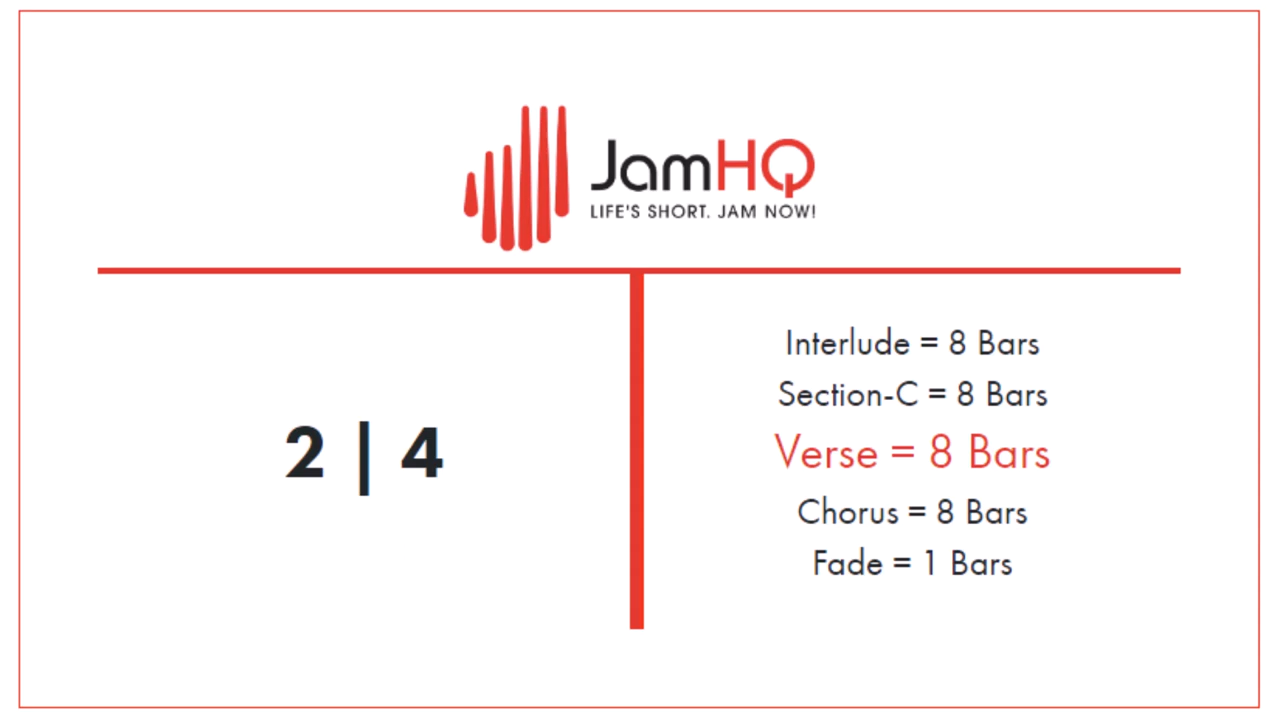 JamHQ
LIFE'S SHORT. JAM NOW!
2 | 4
Interlude = 8 Bars
Section-C = 8 Bars
Verse = 8 Bars
Chorus = 8 Bars
Fade = 1 Bars